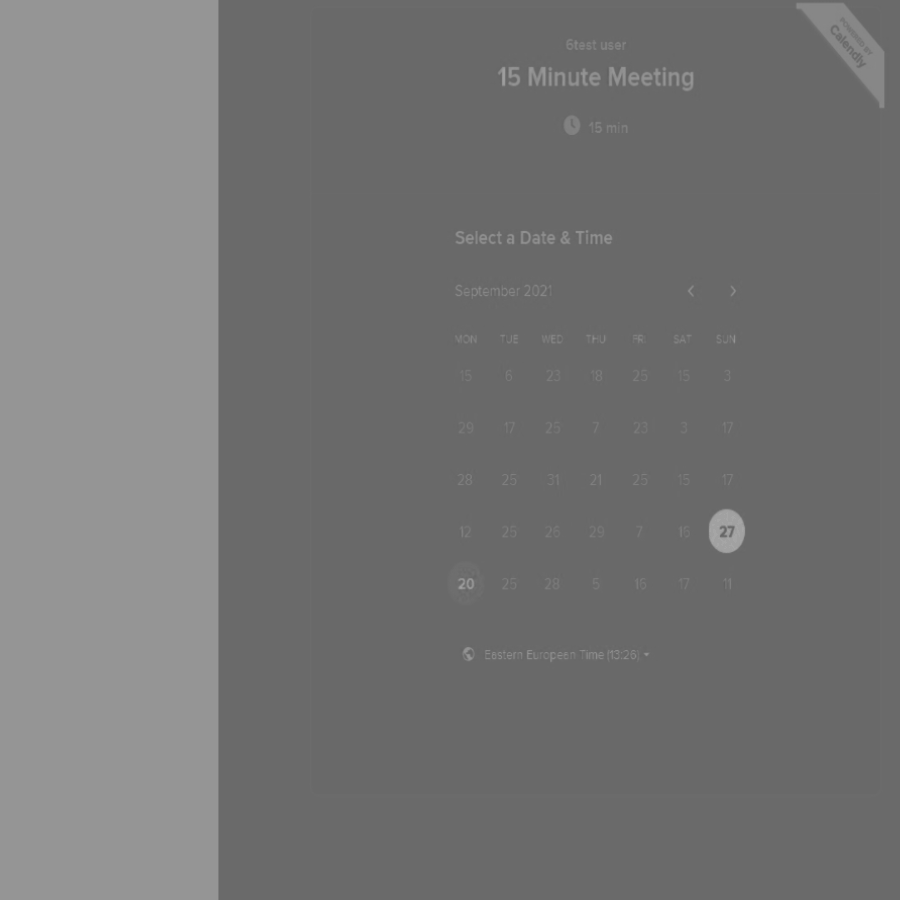 6test user
15 Minute Meeting
15 min
POWERED BY
Calendly
Select a Date & Time
September 2021
MON TUE WED THU FRI SAT SUN
15 6 23 18 25 15 3
29 17 25 7 23 3 17
28 25 31 21 25 15 17
12 25 26 29 7 16 27
20 25 28 5 16 17 11
Eastern European Time (13:26)